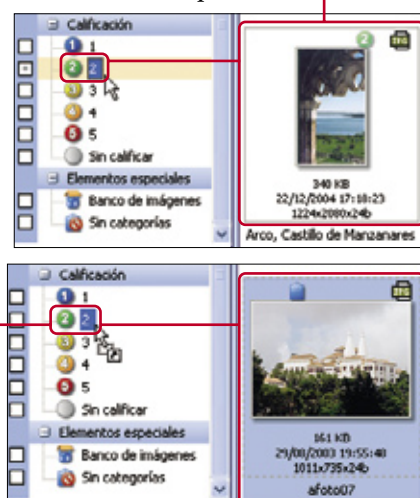 Calificación
1
2 2
2
3
4
5
Sin calificar
Elementos especiales
Banco de imágenes
Sin categorías
340 KB
22/12/2004 17:18:23
1224x2080x24b
Arco, Castillo de Manzanares
Calificación
1
2 2
3
4
5
Sin calificar
Elementos especiales
Banco de imágenes
Sin categorías
161 KB
29/08/2003 19:55:48
1011x735x24b
afoto07